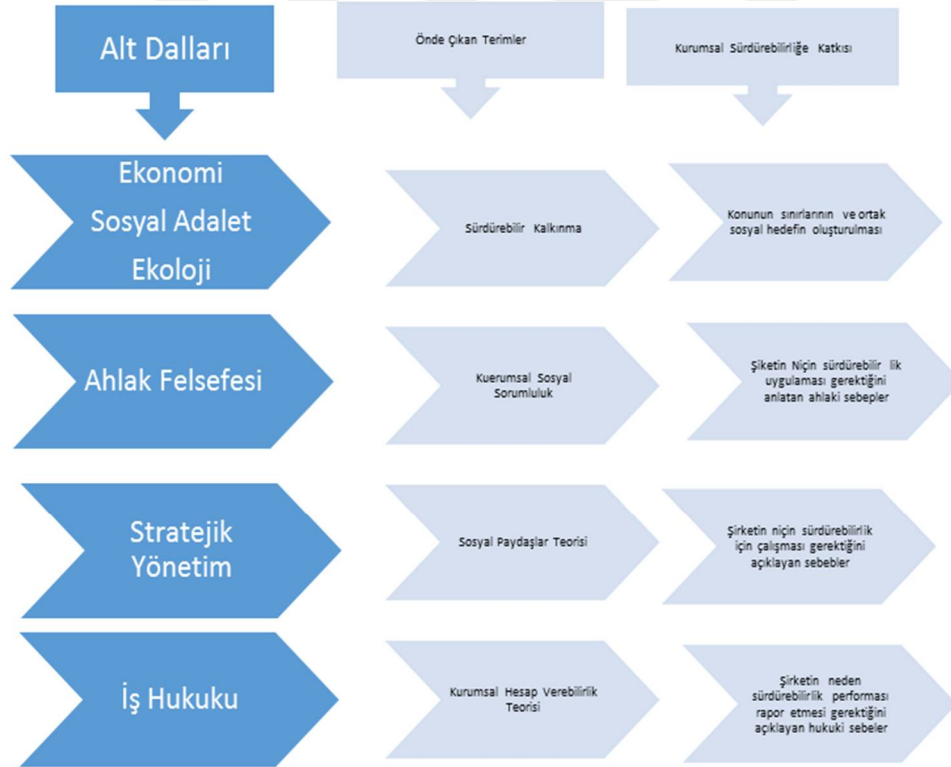 Alt Dalları
Önde Çıkan Terimler
Kurumsal Sürdürebilirliğe Katkısı
Ekonomi
Sosyal Adalet
Ekoloji
Sürdürebilir Kalkınma
Konunun sınırlarının ve ortak
sosyal hedefin oluşturulması
Ahlak Felsefesi
Kuerumsal Sosyal
Sorumluluk
Şiketin Niçin sürdürebilir lik
uygulaması gerektiğini
anlatan ahlaki sebepler
Stratejik
Yönetim
Sosyal Paydaşlar Teorisi
Şirketin niçin sürdürebilirlik
için çalışması gerektiğini
açıklayan sebebler
İş Hukuku
Kurumsal Hesap Verebilirlik
Teorisi
Şirketin neden
sürdürebilirlik performası
rapor etmesi gerektiğini
açıklayan hukuki sebeler